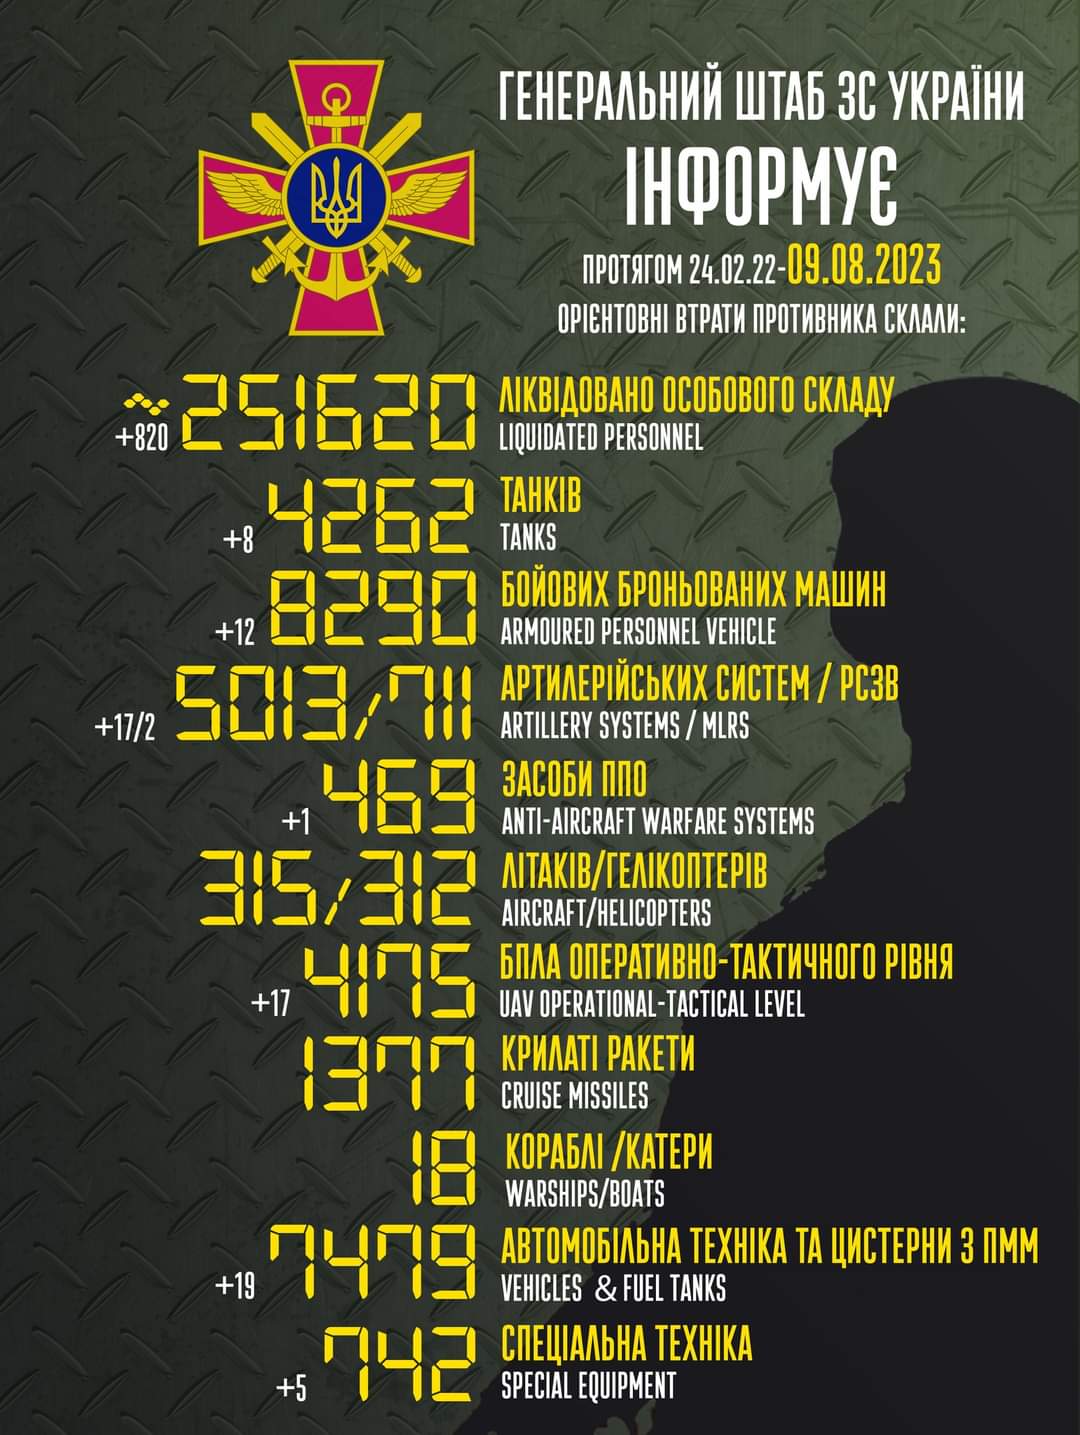 ГЕНЕРАЛЬНИЙ ШТАБ ЗС УКРАЇНИ
ІНФОРМУЄ
ПРОТЯГОМ 24.02.22-09.08.2023
ОРІЄНТОВНІ ВТРАТИ ПРОТИВНИКА СКЛАЛИ:
+820 ~251620 ЛІКВІДОВАНО ОСОБОВОГО СКЛАДУ
LIQUIDATED PERSONNEL
+8 4262 ТАНКІВ
TANKS
+12 8290 БОЙОВИХ БРОНЬОВАНИХ МАШИН
ARMOURED PERSONNEL VEHICLE
+17/2 5013/711 АРТИЛЕРІЙСЬКИХ СИСТЕМ / РСЗВ
ARTILLERY SYSTEMS / MLRS
+1 469 ЗАСОБИ ППО
ANTI-AIRCRAFT WARFARE SYSTEMS
315/312 ЛІТАКІВ/ГЕЛІКОПТЕРІВ
AIRCRAFT/HELICOPTERS
+17 4175 БПЛА ОПЕРАТИВНО-ТАКТИЧНОГО РІВНЯ
UAV OPERATIONAL-TACTICAL LEVEL
1377 КРИЛАТІ РАКЕТИ
CRUISE MISSILES
18 КОРАБЛІ /КАТЕРИ
WARSHIPS/BOATS
+19 7479 АВТОМОБІЛЬНА ТЕХНІКА ТА ЦИСТЕРНИ З ПММ
VEHICLES & FUEL TANKS
+5 742 СПЕЦІАЛЬНА ТЕХНІКА
SPECIAL EQUIPMENT